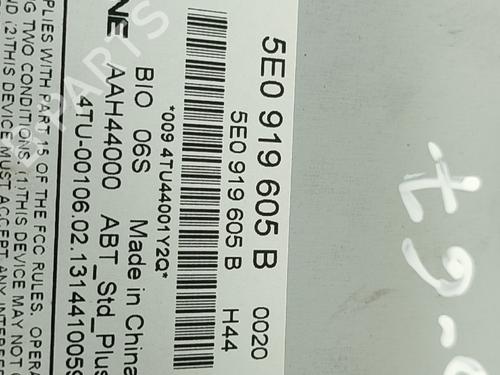 5E0 919 605 B 0020
5E0 919 605 B H44
*009 4TU44001Y2Q*
BIO 06S Made in China
AAH44000 ABT_Std_Plus
4TU-00106.02.1314410059
PLIES WITH PART 15 OF THE FCC RULES. OPERA
TWO CONDITIONS. (1)THIS DEVICE MAY NOT
(2)THIS DEVICE MUST ACCEPT ANY